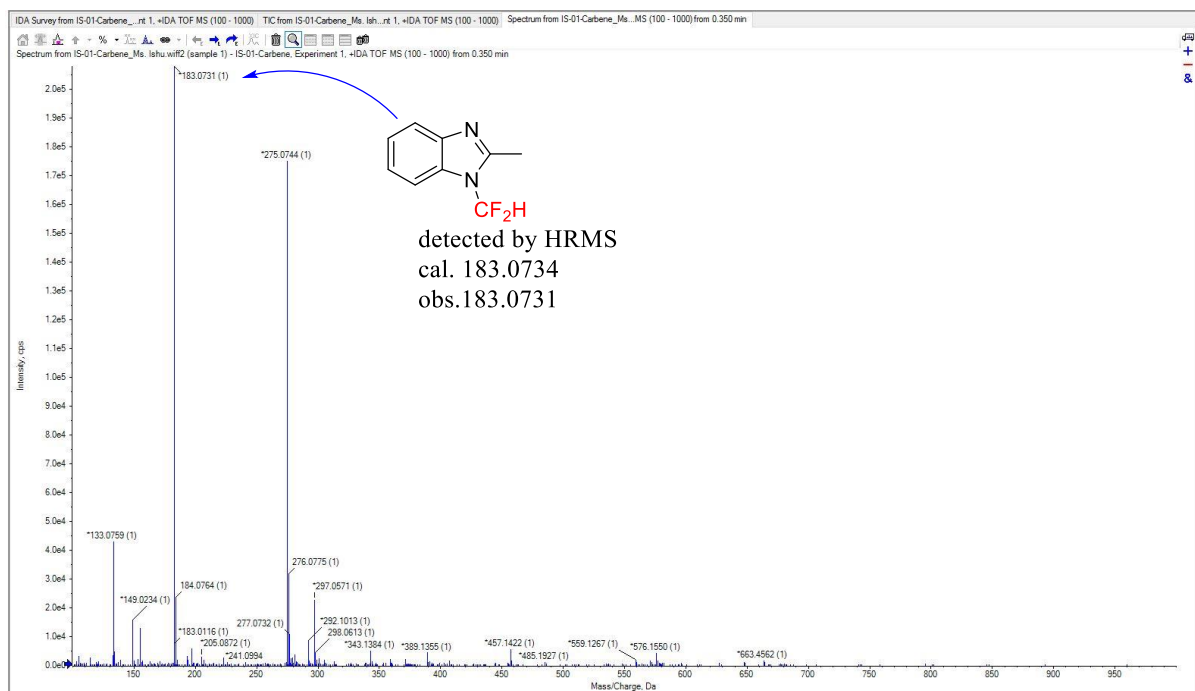 IDA Survey from IS-01-Carbene_...nt 1, +IDA TOF MS (100 - 1000) TIC from IS-01-Carbene_Ms. Ish...nt 1, +IDA TOF MS (100 - 1000) Spectrum from IS-01-Carbene_Ms...MS (100 - 1000) from 0.350 min
%
Spectrum from IS-01-Carbene_Ms. Ishu.wiff2 (sample 1) - IS-01-Carbene, Experiment 1, +IDA TOF MS (100 - 1000) from 0.350 min
+
−
&
Intensity, cps
2.0e5
1.9e5
1.8e5
1.7e5
1.6e5
1.5e5
1.4e5
1.3e5
1.2e5
1.1e5
1.0e5
9.0e4
8.0e4
7.0e4
6.0e4
5.0e4
4.0e4
3.0e4
2.0e4
1.0e4
0.0e0
*183.0731 (1)
*275.0744 (1)
N
N
CF2H
detected by HRMS
cal. 183.0734
obs.183.0731
*133.0759 (1)
276.0775 (1)
184.0764 (1)
*297.0571 (1)
*149.0234 (1)
277.0732 (1)
*292.1013 (1)
*183.0116 (1)
298.0613 (1)
*205.0872 (1)
*343.1384 (1)
*389.1355 (1)
*457.1422 (1)
*559.1267 (1)
*576.1550 (1)
*241.0994
*485.1927 (1)
*663.4562 (1)
150 200 250 300 350 400 450 500 550 600 650 700 750 800 850 900 950
Mass/Charge, Da